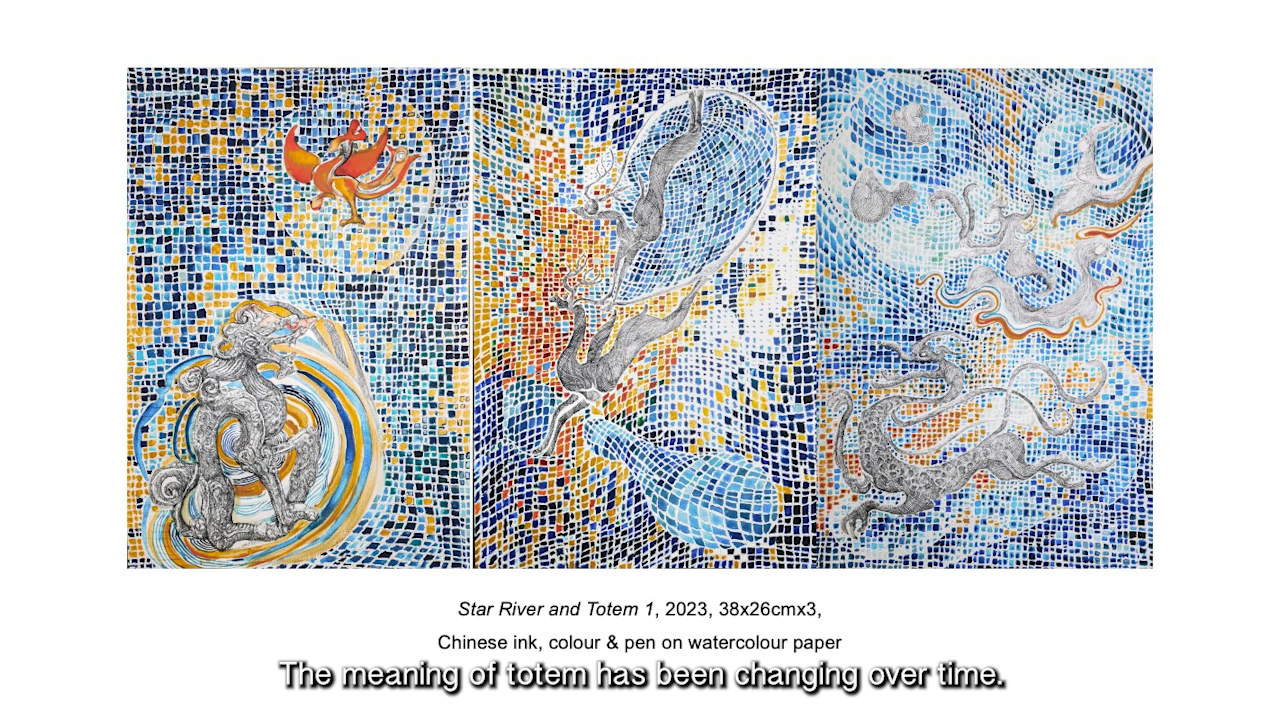 Star River and Totem 1, 2023, 38x26cmx3,
Chinese ink, colour & pen on watercolour paper
The meaning of totem has been changing over time.